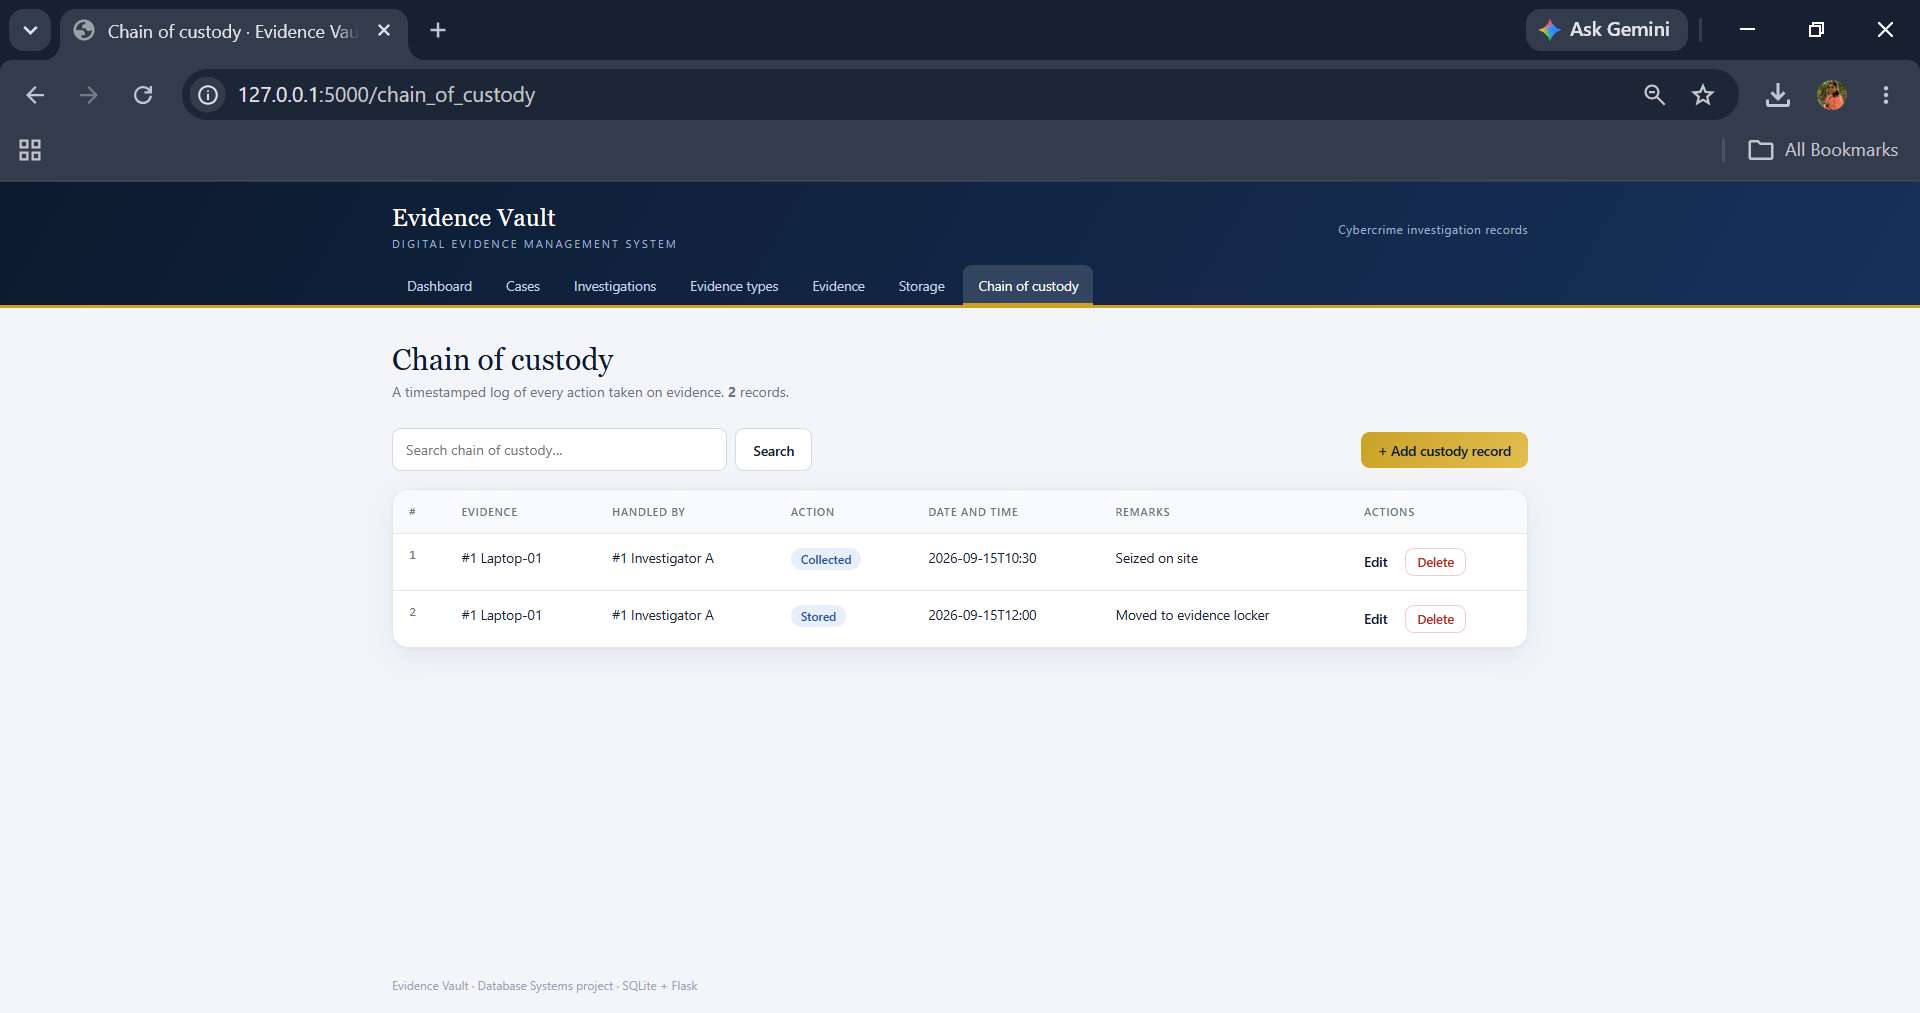 Chain of custody · Evidence Vau
Ask Gemini
127.0.0.1:5000/chain_of_custody
All Bookmarks
Evidence Vault
DIGITAL EVIDENCE MANAGEMENT SYSTEM
Cybercrime investigation records
Dashboard Cases Investigations Evidence types Evidence Storage Chain of custody
Chain of custody
A timestamped log of every action taken on evidence. 2 records.
Search chain of custody... Search + Add custody record
# EVIDENCE HANDLED BY ACTION DATE AND TIME REMARKS ACTIONS
1 #1 Laptop-01 #1 Investigator A Collected 2026-09-15T10:30 Seized on site Edit Delete
2 #1 Laptop-01 #1 Investigator A Stored 2026-09-15T12:00 Moved to evidence locker Edit Delete
Evidence Vault · Database Systems project · SQLite + Flask